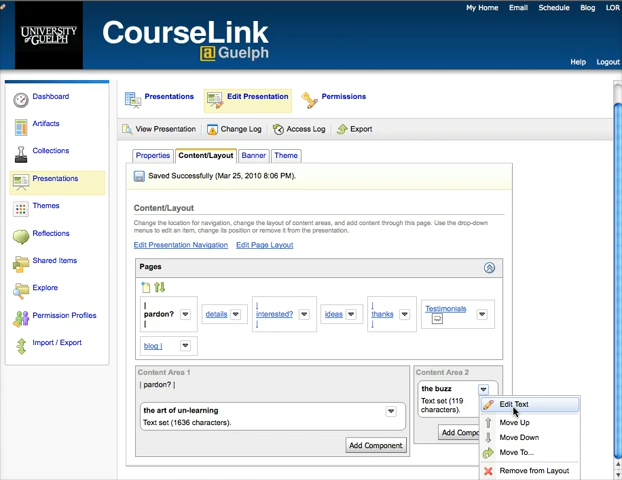 My Home Email Schedule Blog LOR
UNIVERSITY
of GUELPH
CourseLink
@Guelph
Help Logout
Dashboard
Artifacts
Collections
Presentations
Themes
Reflections
Shared Items
Explore
Permission Profiles
Import / Export
Presentations Edit Presentation Permissions
View Presentation Change Log Access Log Export
Properties Content/Layout Banner Theme
Saved Successfully (Mar 25, 2010 8:06 PM).
Content/Layout
Change the location for navigation, change the layout of content areas, and add content through this page. Use the drop-down
menus to edit an item, change its position or remove it from the presentation.
Edit Presentation Navigation Edit Page Layout
Pages
| pardon? | details | interested? | ideas | thanks | Testimonials
blog |
Content Area 1
| pardon? |
the art of un-learning
Text set (1636 characters).
Add Component
Content Area 2
the buzz
Text set (119
characters).
Add Compo
Edit Text
Move Up
Move Down
Move To...
Remove from Layout